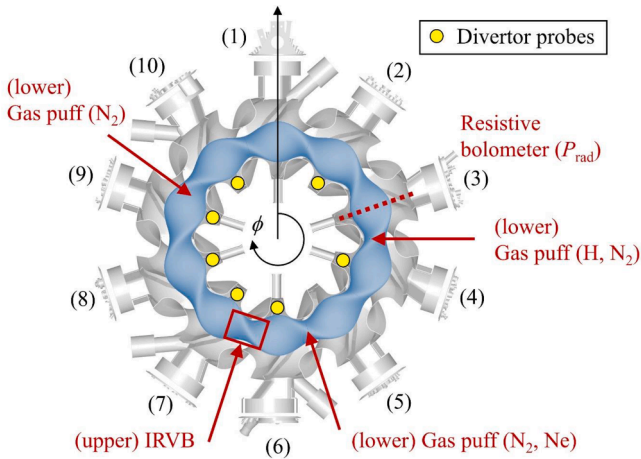 (1)
Divertor probes
(10)
(2)
(lower)
Gas puff (N₂)
Resistive
bolometer (P_rad)
(9)
(3)
ϕ
(lower)
Gas puff (H, N₂)
(8)
(4)
(7)
(5)
(upper) IRVB
(6)
(lower) Gas puff (N₂, Ne)